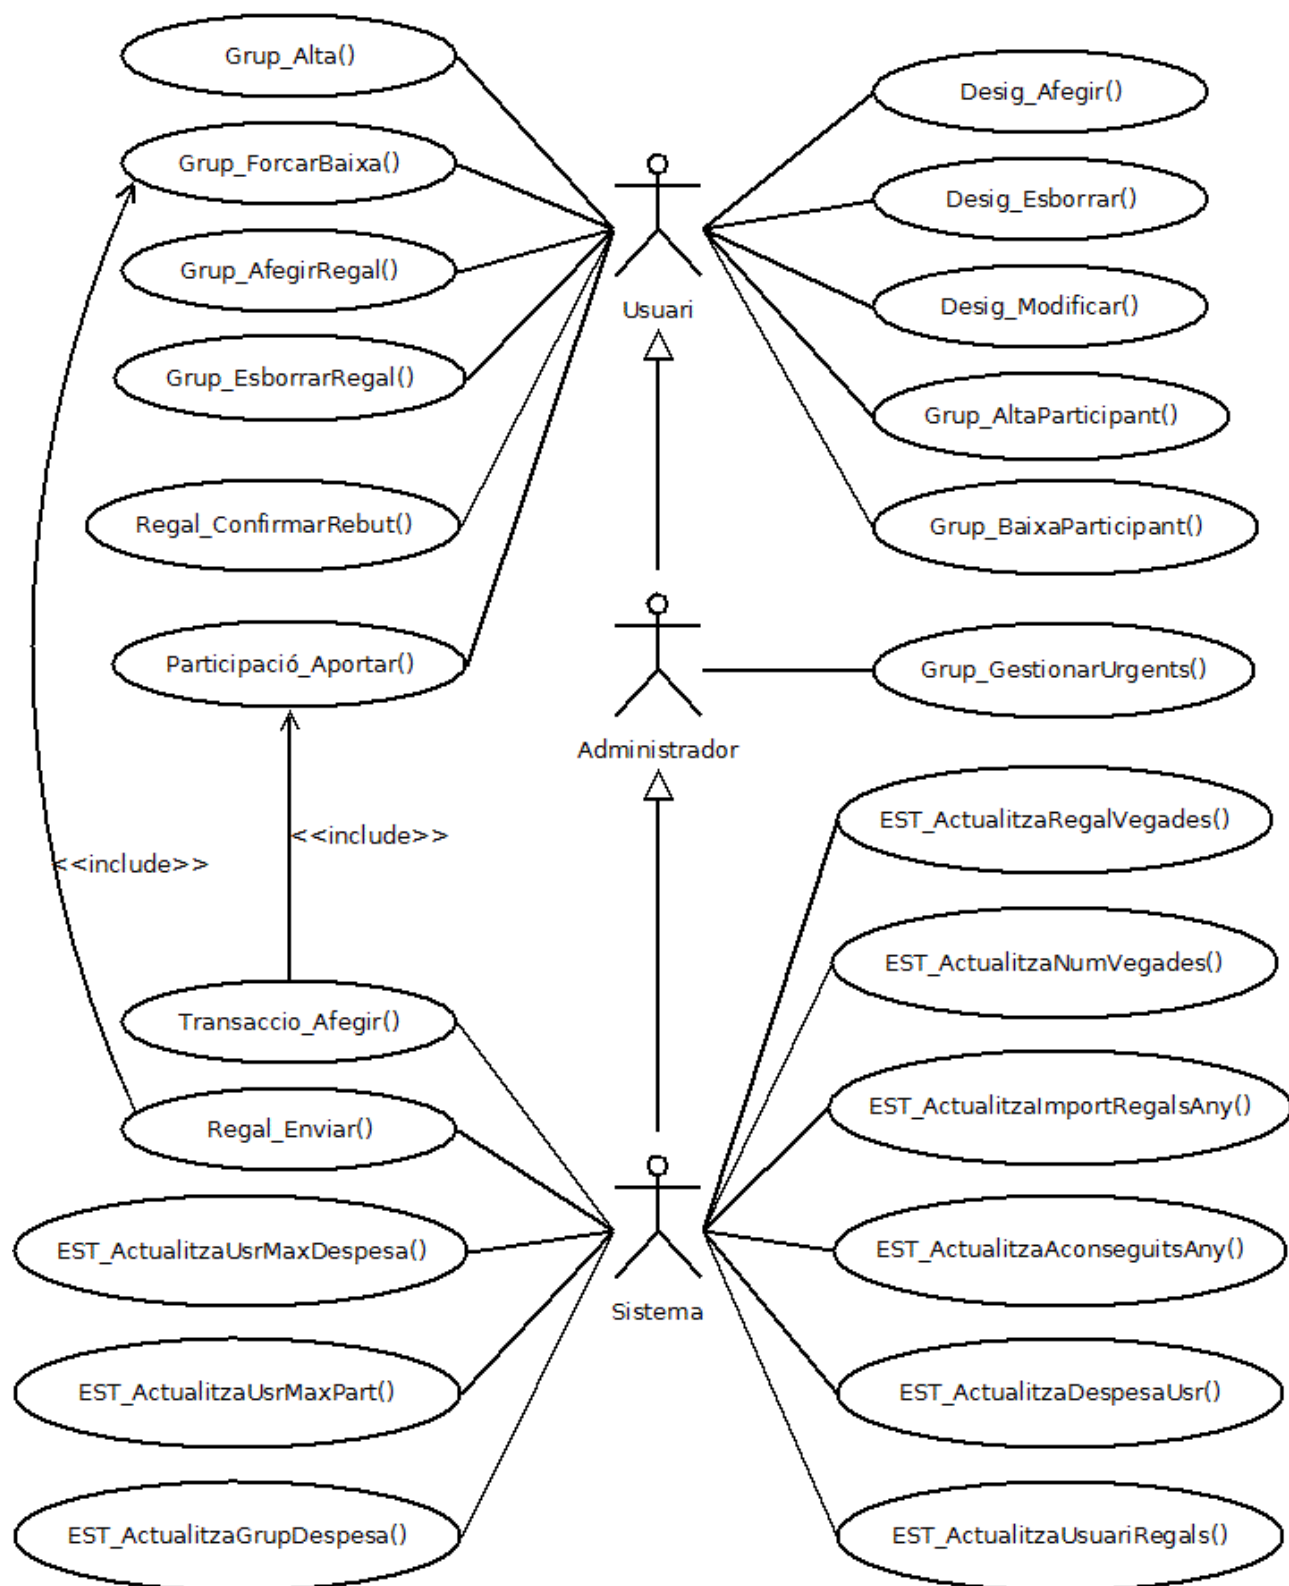 Grup_Alta()
Desig_Afegir()
Grup_ForcarBaixa()
Desig_Esborrar()
Grup_AfegirRegal()
Usuari
Desig_Modificar()
Grup_EsborrarRegal()
Grup_AltaParticipant()
Regal_ConfirmarRebut()
Grup_BaixaParticipant()
Participació_Aportar()
Grup_GestionarUrgents()
Administrador
EST_ActualitzaRegalVegades()
<<include>>
<<include>>
EST_ActualitzaNumVegades()
Transaccio_Afegir()
EST_ActualitzaImportRegalsAny()
Regal_Enviar()
EST_ActualitzaUsrMaxDespesa()
EST_ActualitzaAconseguitsAny()
Sistema
EST_ActualitzaUsrMaxPart()
EST_ActualitzaDespesaUsr()
EST_ActualitzaGrupDespesa()
EST_ActualitzaUsuariRegals()